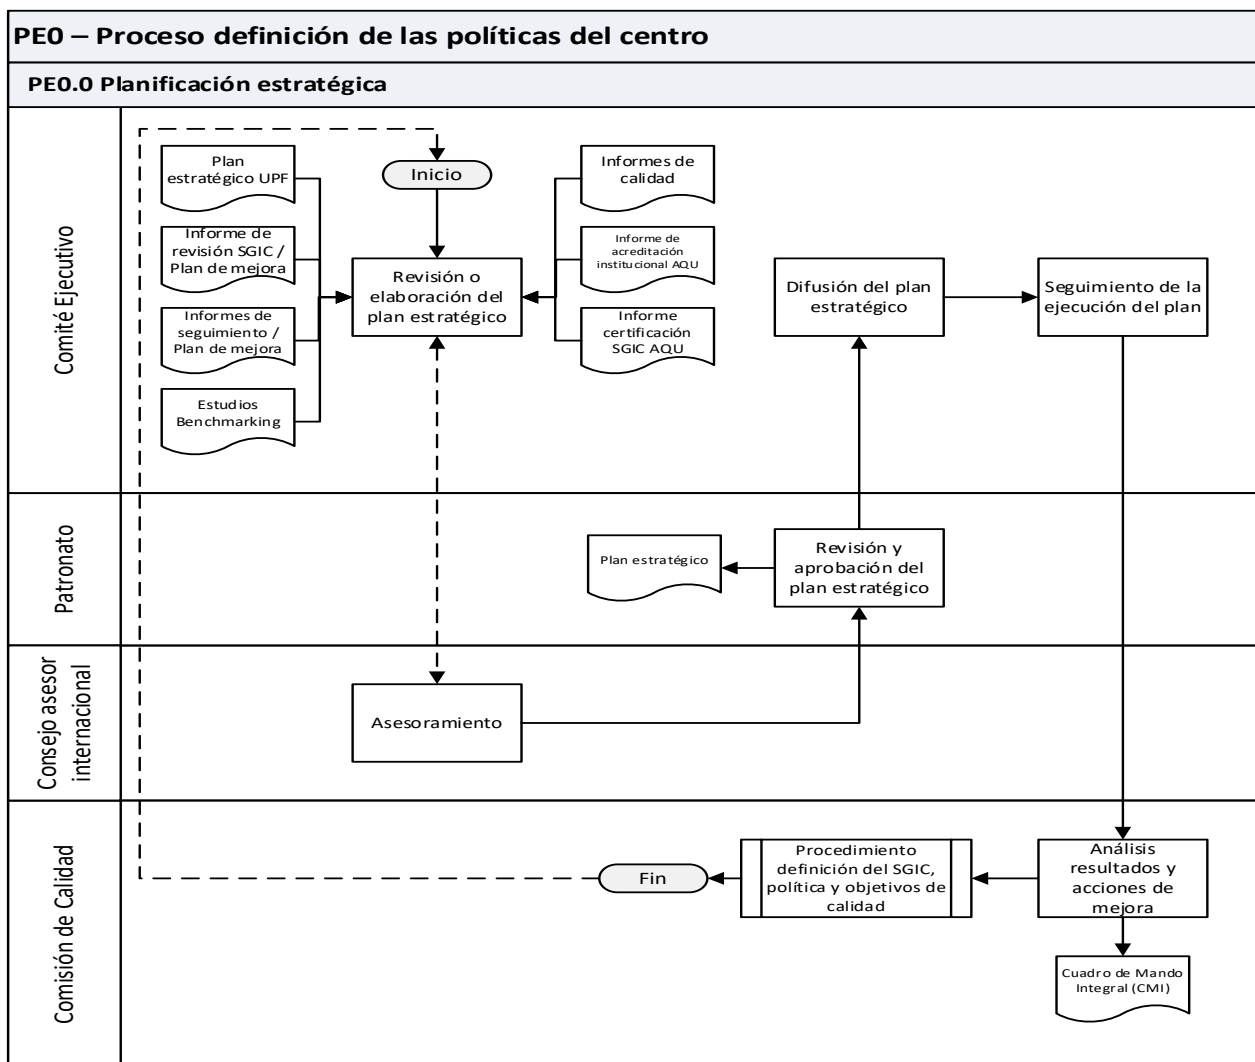 PE0 – Proceso definición de las políticas del centro
PE0.0 Planificación estratégica
Comité Ejecutivo
Plan
estratégico UPF
Informe de
revisión SGIC /
Plan de mejora
Informes de
seguimiento /
Plan de mejora
Estudios
Benchmarking
Inicio
Revisión o
elaboración del
plan estratégico
Informes de
calidad
Informe de
acreditación
institucional AQU
Informe
certificación
SGIC AQU
Difusión del plan
estratégico
Seguimiento de la
ejecución del plan
Patronato
Plan estratégico
Revisión y
aprobación del
plan estratégico
Consejo asesor
internacional
Asesoramiento
Comisión de Calidad
Fin
Procedimiento
definición del SGIC,
política y objetivos de
calidad
Análisis
resultados y
acciones de
mejora
Cuadro de Mando
Integral (CMI)